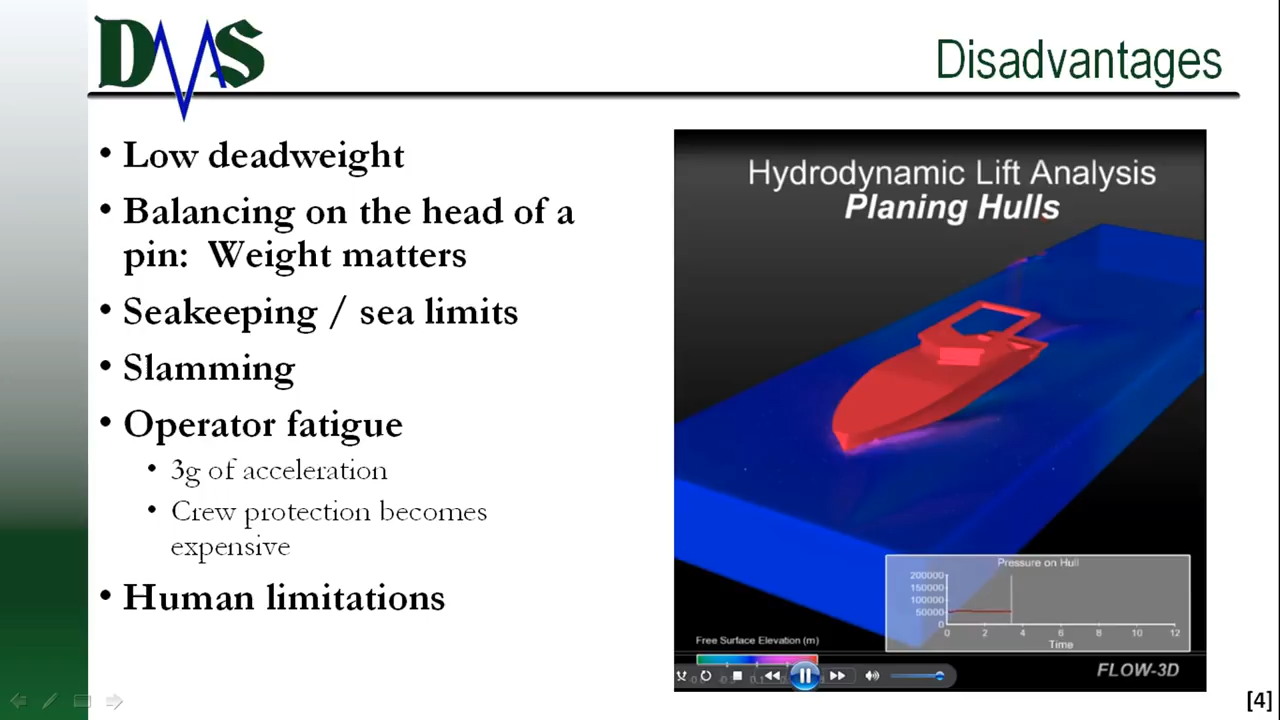 DMS
Disadvantages
• Low deadweight
• Balancing on the head of a
pin: Weight matters
• Seakeeping / sea limits
• Slamming
• Operator fatigue
• 3g of acceleration
• Crew protection becomes
expensive
• Human limitations
Hydrodynamic Lift Analysis
Planing Hulls
Pressure on Hull
200000
150000
100000
50000
0
0 2 4 6 8 10 12
Time
Free Surface Elevation (m)
FLOW-3D
[4]